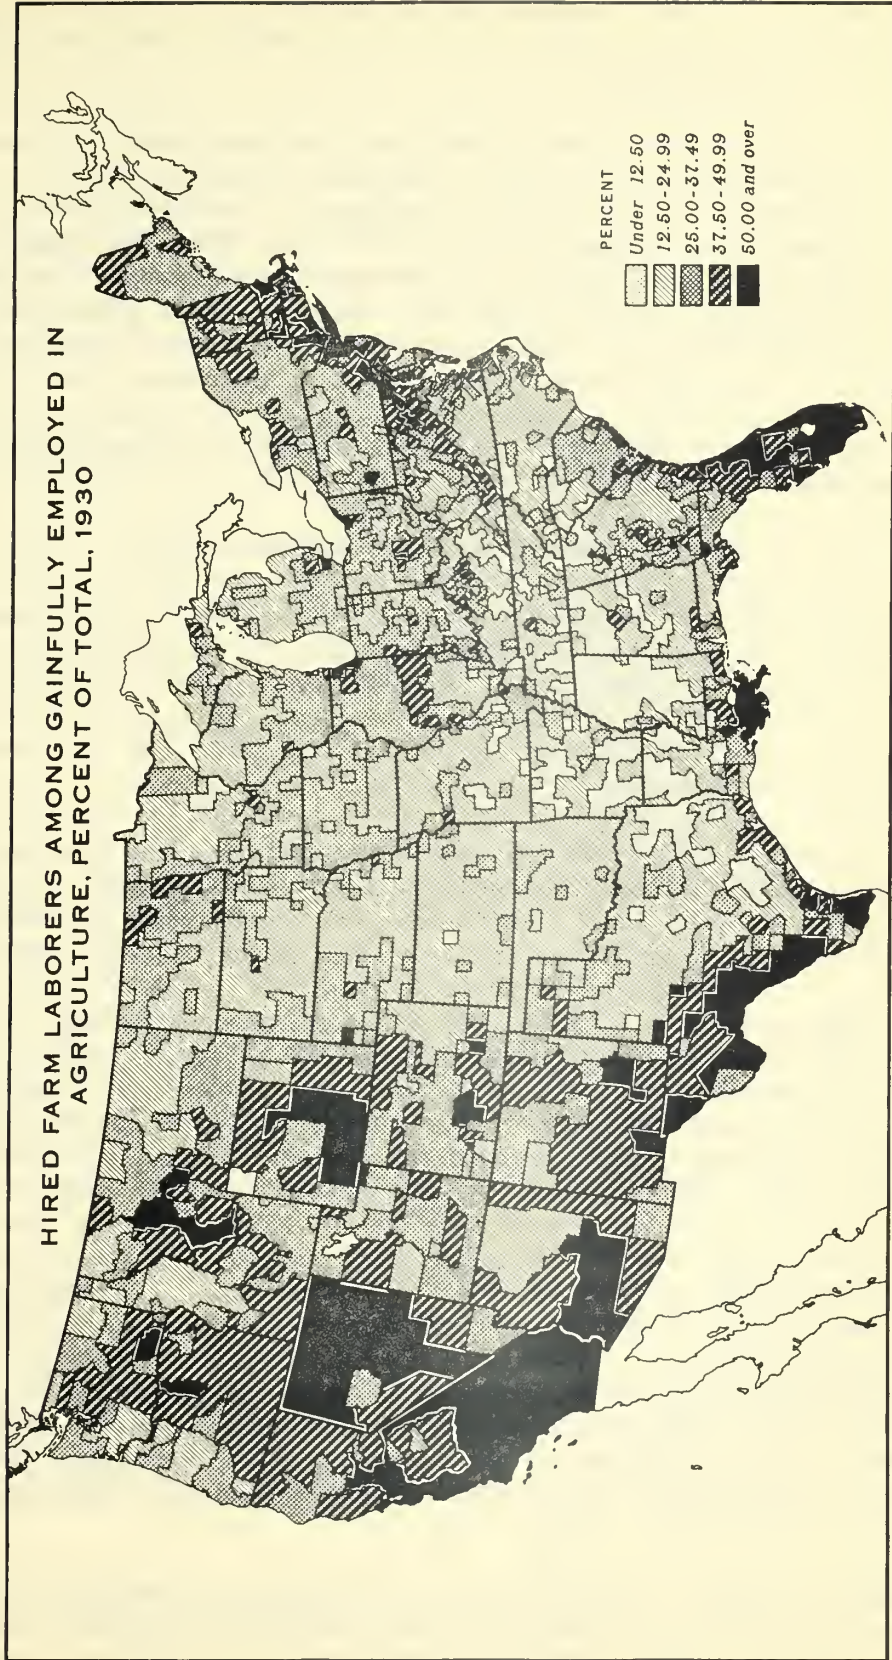 HIRED FARM LABORERS AMONG GAINFULLY EMPLOYED IN
AGRICULTURE, PERCENT OF TOTAL, 1930
PERCENT
Under 12.50
12.50-24.99
25.00-37.49
37.50-49.99
50.00 and over